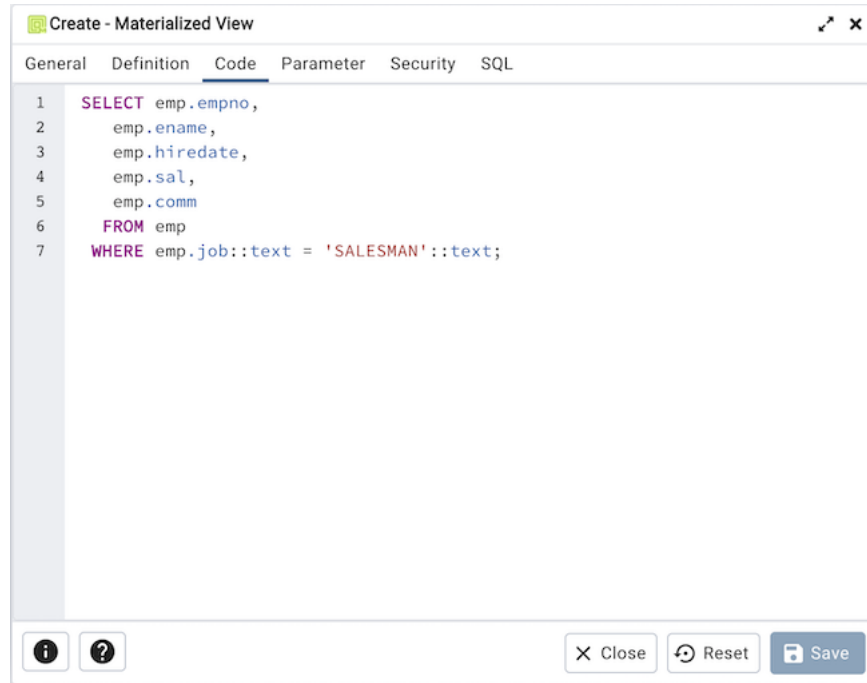 Create - Materialized View
General Definition Code Parameter Security SQL
1 SELECT emp.empno,
2 emp.ename,
3 emp.hiredate,
4 emp.sal,
5 emp.comm
6 FROM emp
7 WHERE emp.job::text = 'SALESMAN'::text;
Close Reset Save